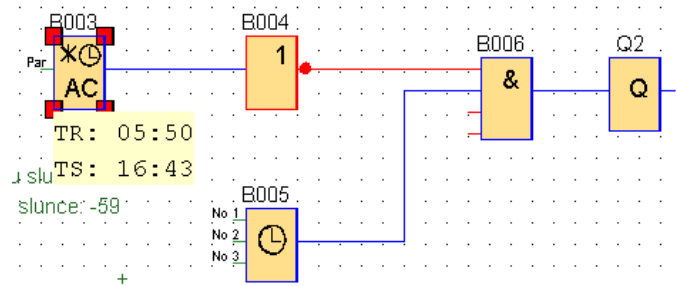 B003
B004
B006
Q2
Par
AC
1
&
Q
TR: 05:50
TS: 16:43
u slu
slunce: -59
B005
No 1
No 2
No 3